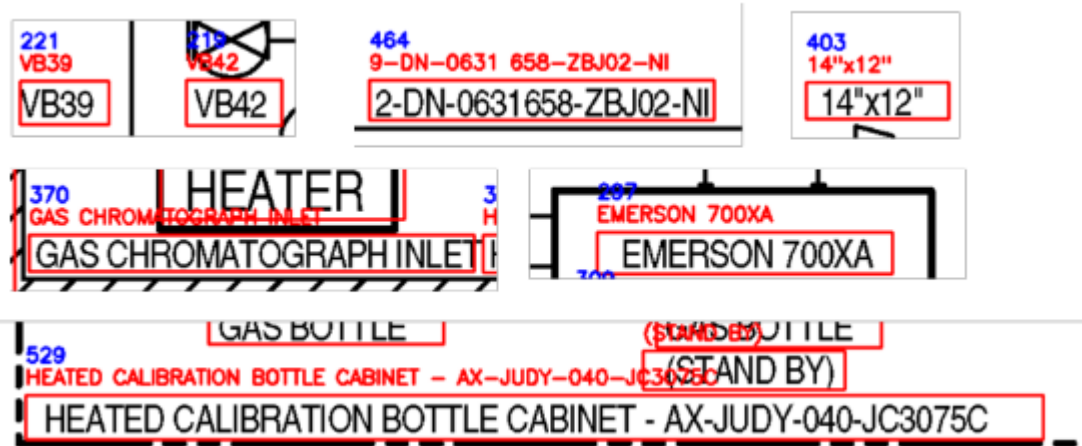 221
VB39
VB39
219
VB42
VB42
464
9-DN-0631 658-ZBJ02-NI
2-DN-0631658-ZBJ02-NI
403
14"x12"
14"x12"
HEATER
370
GAS CHROMATOGRAPH INLET
GAS CHROMATOGRAPH INLET
EMERSON 700XA
EMERSON 700XA
GAS BOTTLE
GAS BOTTLE
(STAND BY)
(STAND BY)
529
HEATED CALIBRATION BOTTLE CABINET - AX-JUDY-040-JC3075C
HEATED CALIBRATION BOTTLE CABINET - AX-JUDY-040-JC3075C